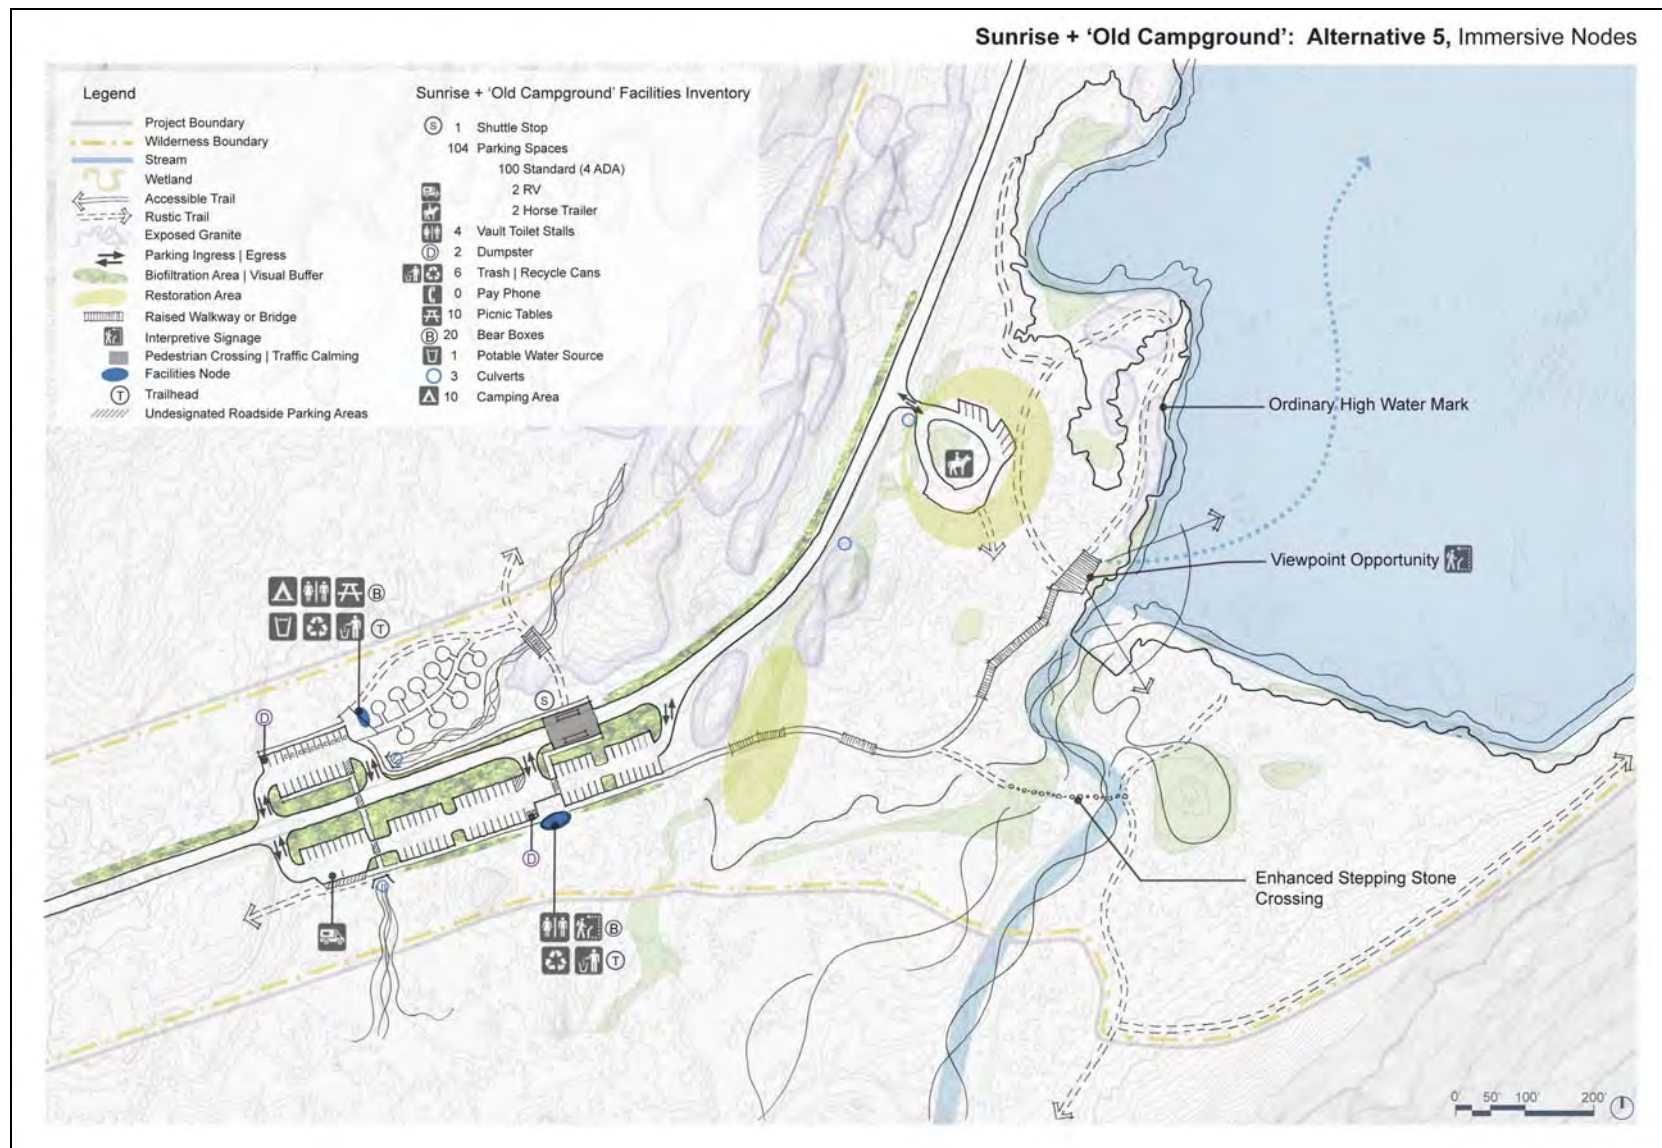 Sunrise + 'Old Campground': Alternative 5, Immersive Nodes
Legend
Project Boundary
Wilderness Boundary
Stream
Wetland
Accessible Trail
Rustic Trail
Exposed Granite
Parking Ingress | Egress
Biofiltration Area | Visual Buffer
Restoration Area
Raised Walkway or Bridge
Interpretive Signage
Pedestrian Crossing | Traffic Calming
Facilities Node
T Trailhead
Undesignated Roadside Parking Areas
Sunrise + 'Old Campground' Facilities Inventory
S 1 Shuttle Stop
104 Parking Spaces
100 Standard (4 ADA)
2 RV
2 Horse Trailer
4 Vault Toilet Stalls
D 2 Dumpster
6 Trash | Recycle Cans
0 Pay Phone
10 Picnic Tables
B 20 Bear Boxes
1 Potable Water Source
3 Culverts
10 Camping Area
Ordinary High Water Mark
Viewpoint Opportunity
B
T
S
D
D
Enhanced Stepping Stone
Crossing
B
T
0' 50' 100' 200'